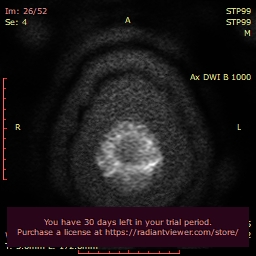 Im: 26/52
Se: 4
STP99
STP99
M
A
Ax DWI B 1000
R
L
You have 30 days left in your trial period.
Purchase a license at https://radiantviewer.com/store/